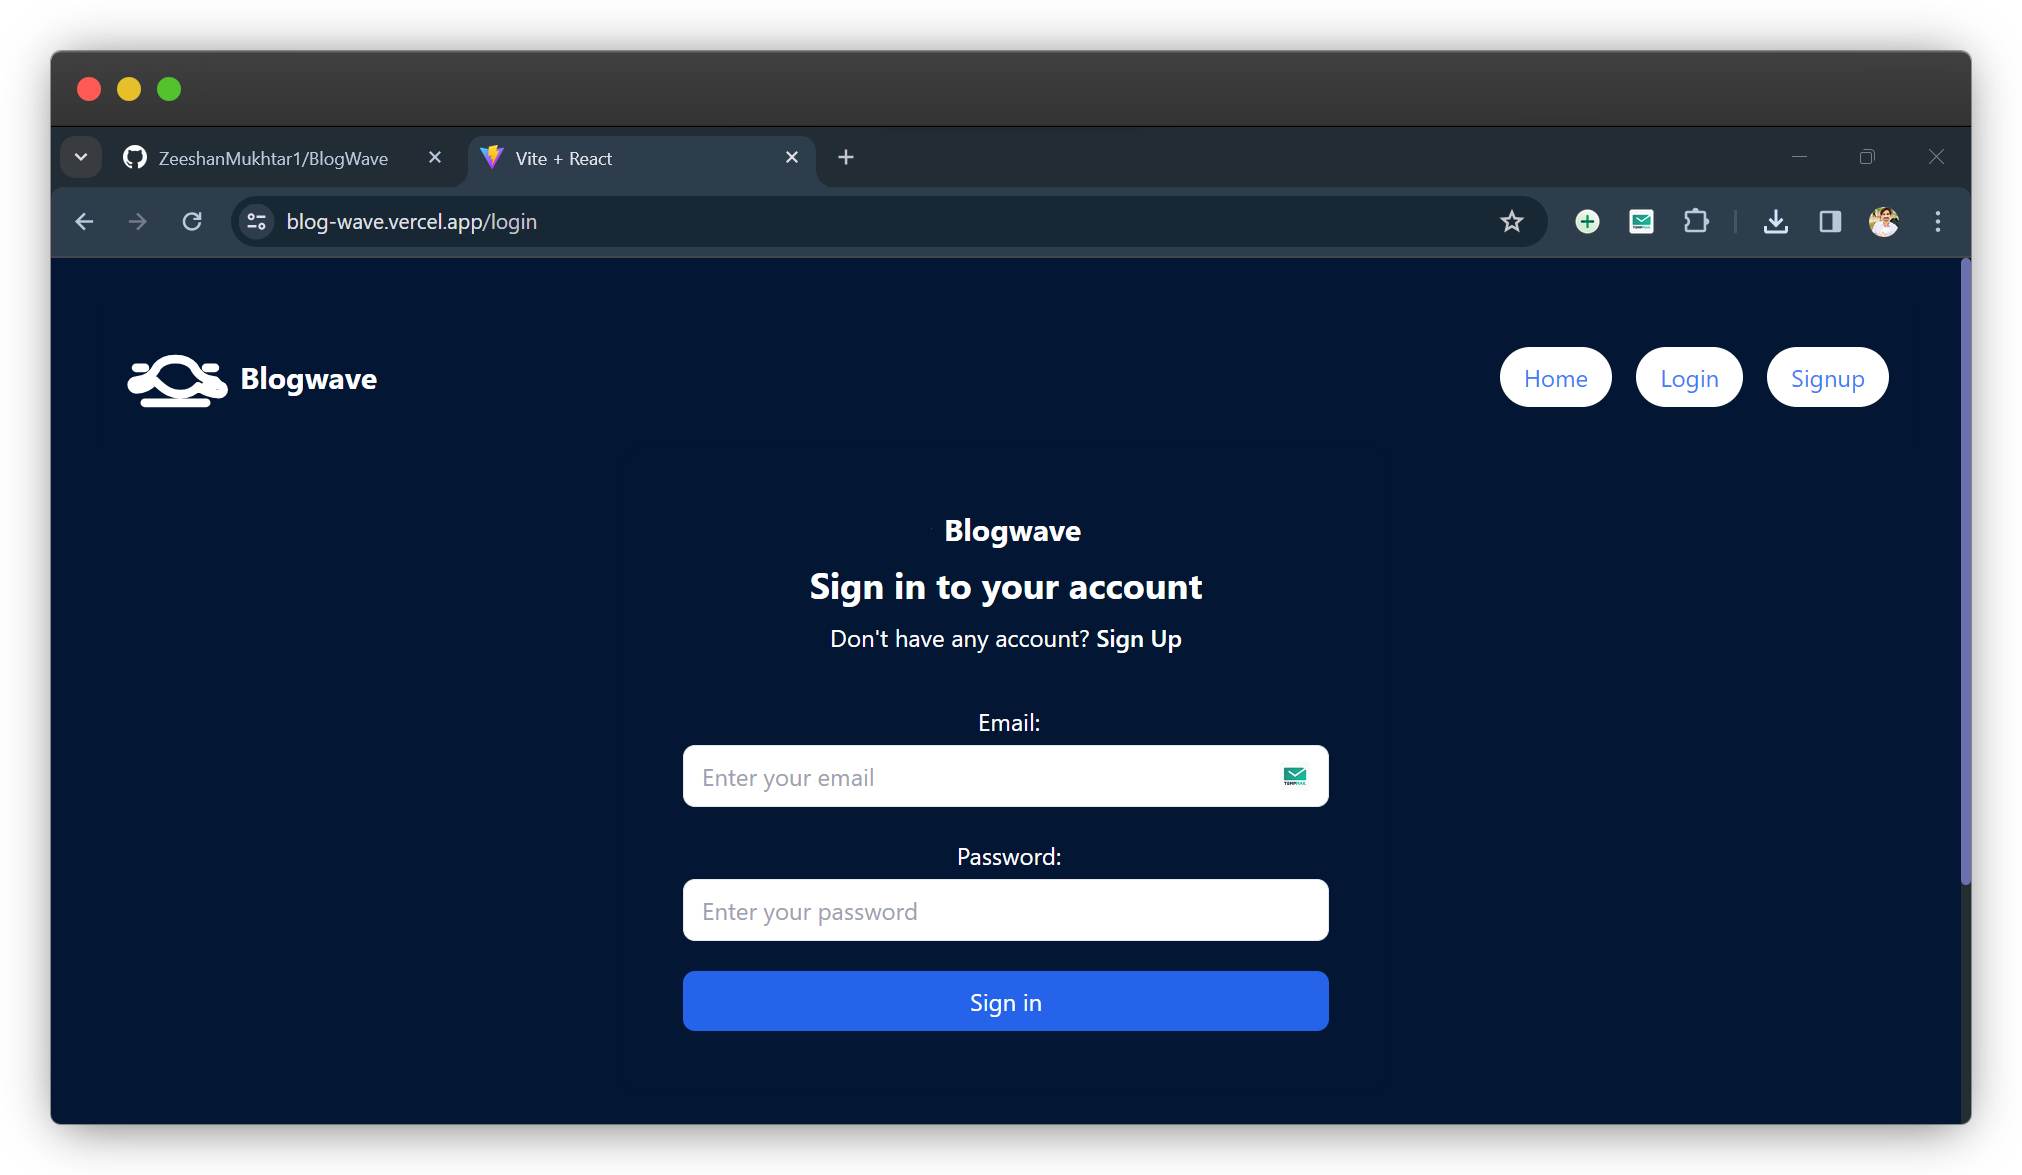 ZeeshanMukhtar1/BlogWave
Vite + React
blog-wave.vercel.app/login
Blogwave
Home
Login
Signup
Blogwave
Sign in to your account
Don't have any account? Sign Up
Email:
Enter your email
TEMPMAIL
Password:
Enter your password
Sign in